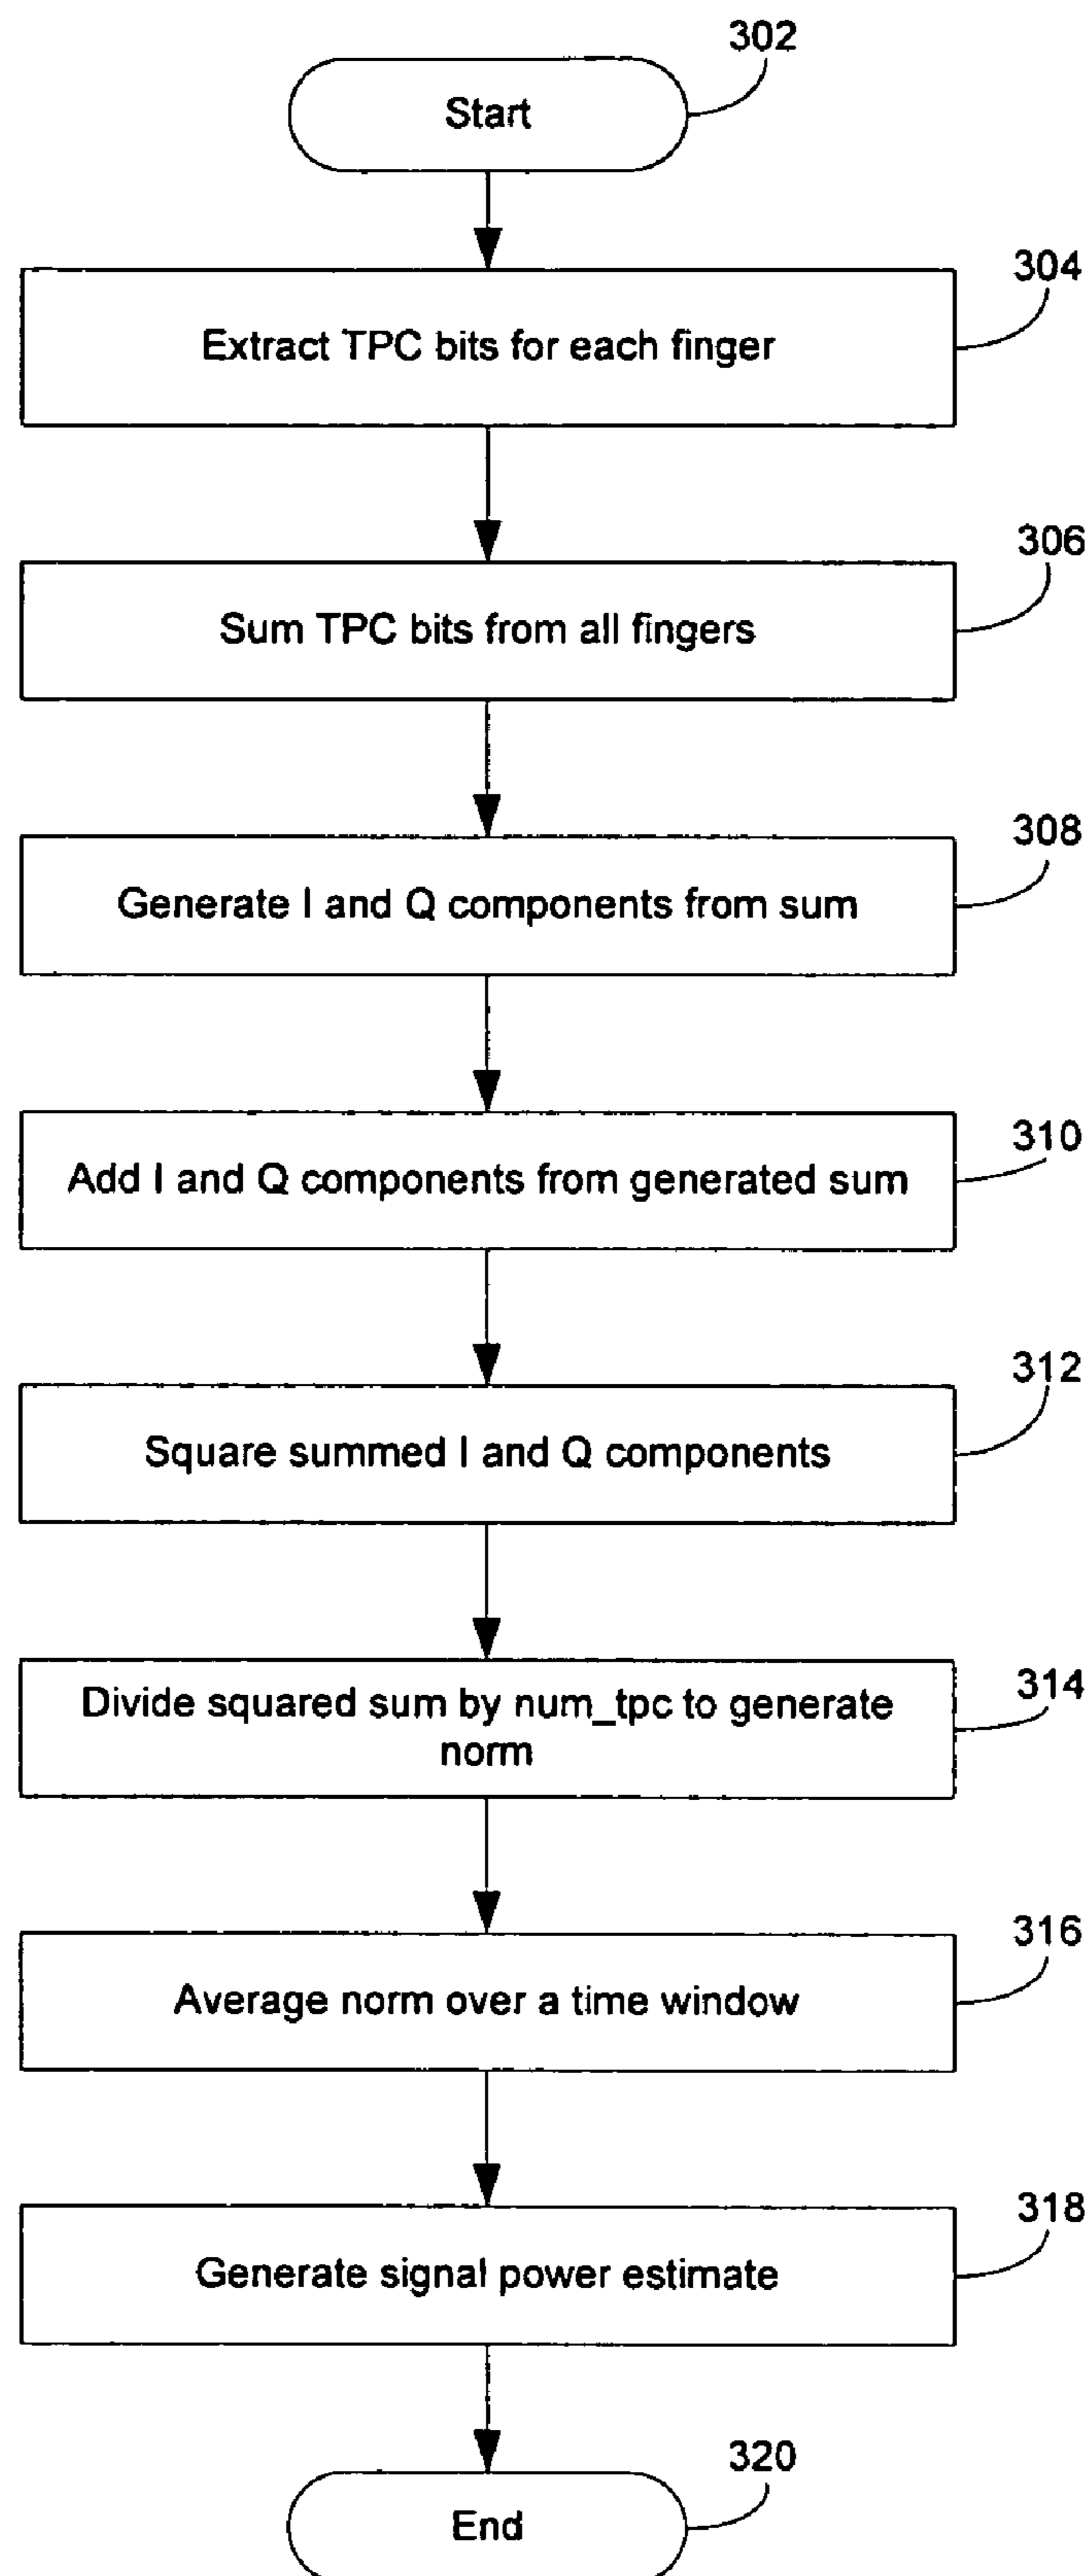 302
Start
304
Extract TPC bits for each finger
306
Sum TPC bits from all fingers
308
Generate I and Q components from sum
310
Add I and Q components from generated sum
312
Square summed I and Q components
314
Divide squared sum by num_tpc to generate
norm
316
Average norm over a time window
318
Generate signal power estimate
320
End